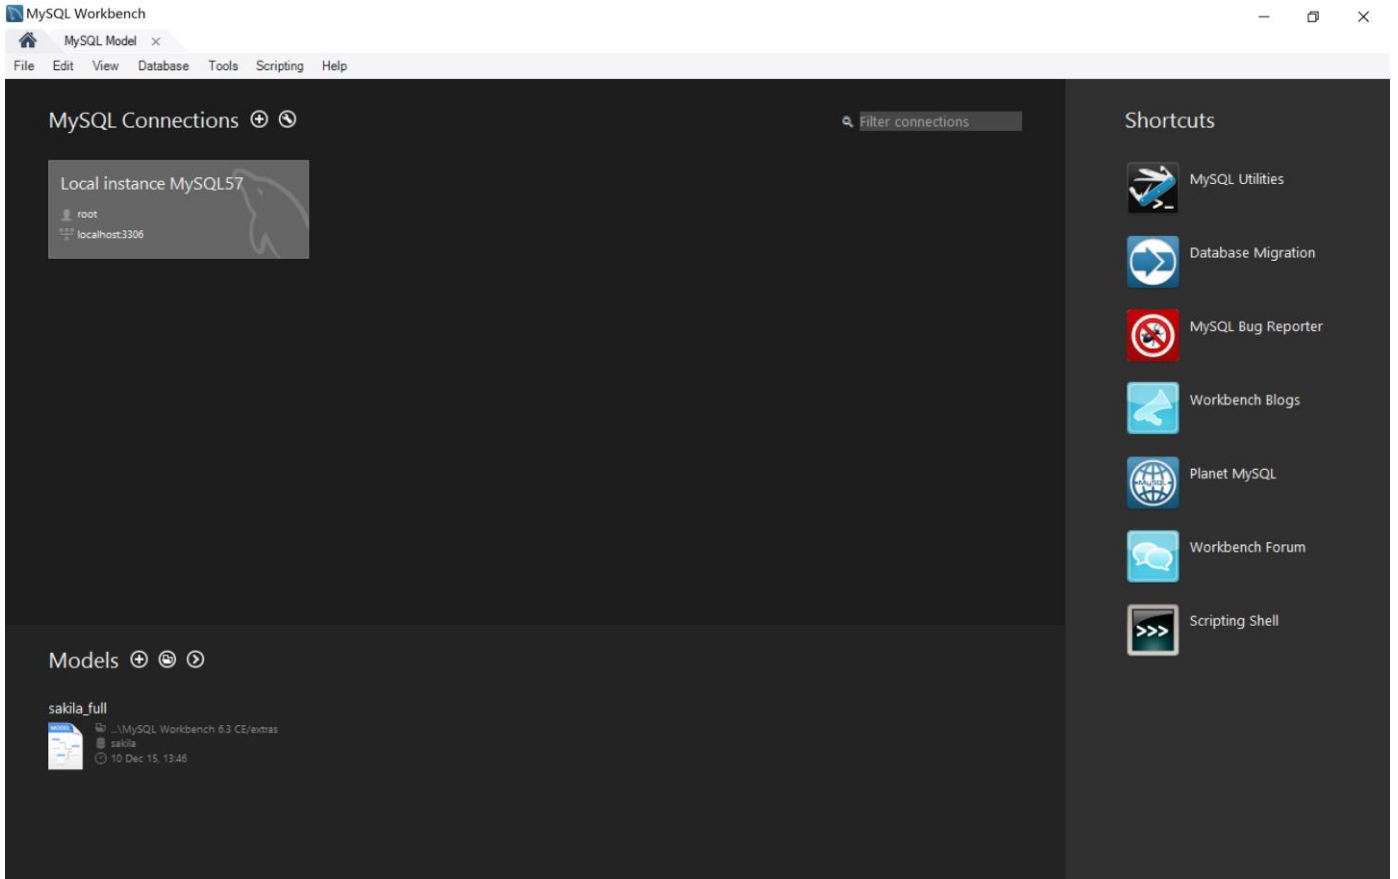 MySQL Workbench
MySQL Model
File Edit View Database Tools Scripting Help
MySQL Connections
Filter connections
Local instance MySQL57
root
localhost:3306
Shortcuts
MySQL Utilities
Database Migration
MySQL Bug Reporter
Workbench Blogs
MySQL
Planet MySQL
Workbench Forum
>>>
Scripting Shell
Models
sakila_full
MODEL
...\MySQL Workbench 6.3 CE/extras
sakila
10 Dec 15, 13:46